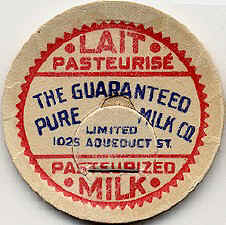 • LAIT •
PASTEURISÉ
THE GUARANTEED
PURE MILK CO.
LIMITED
1025 AQUEDUCT ST.
PASTEURIZED
• MILK •